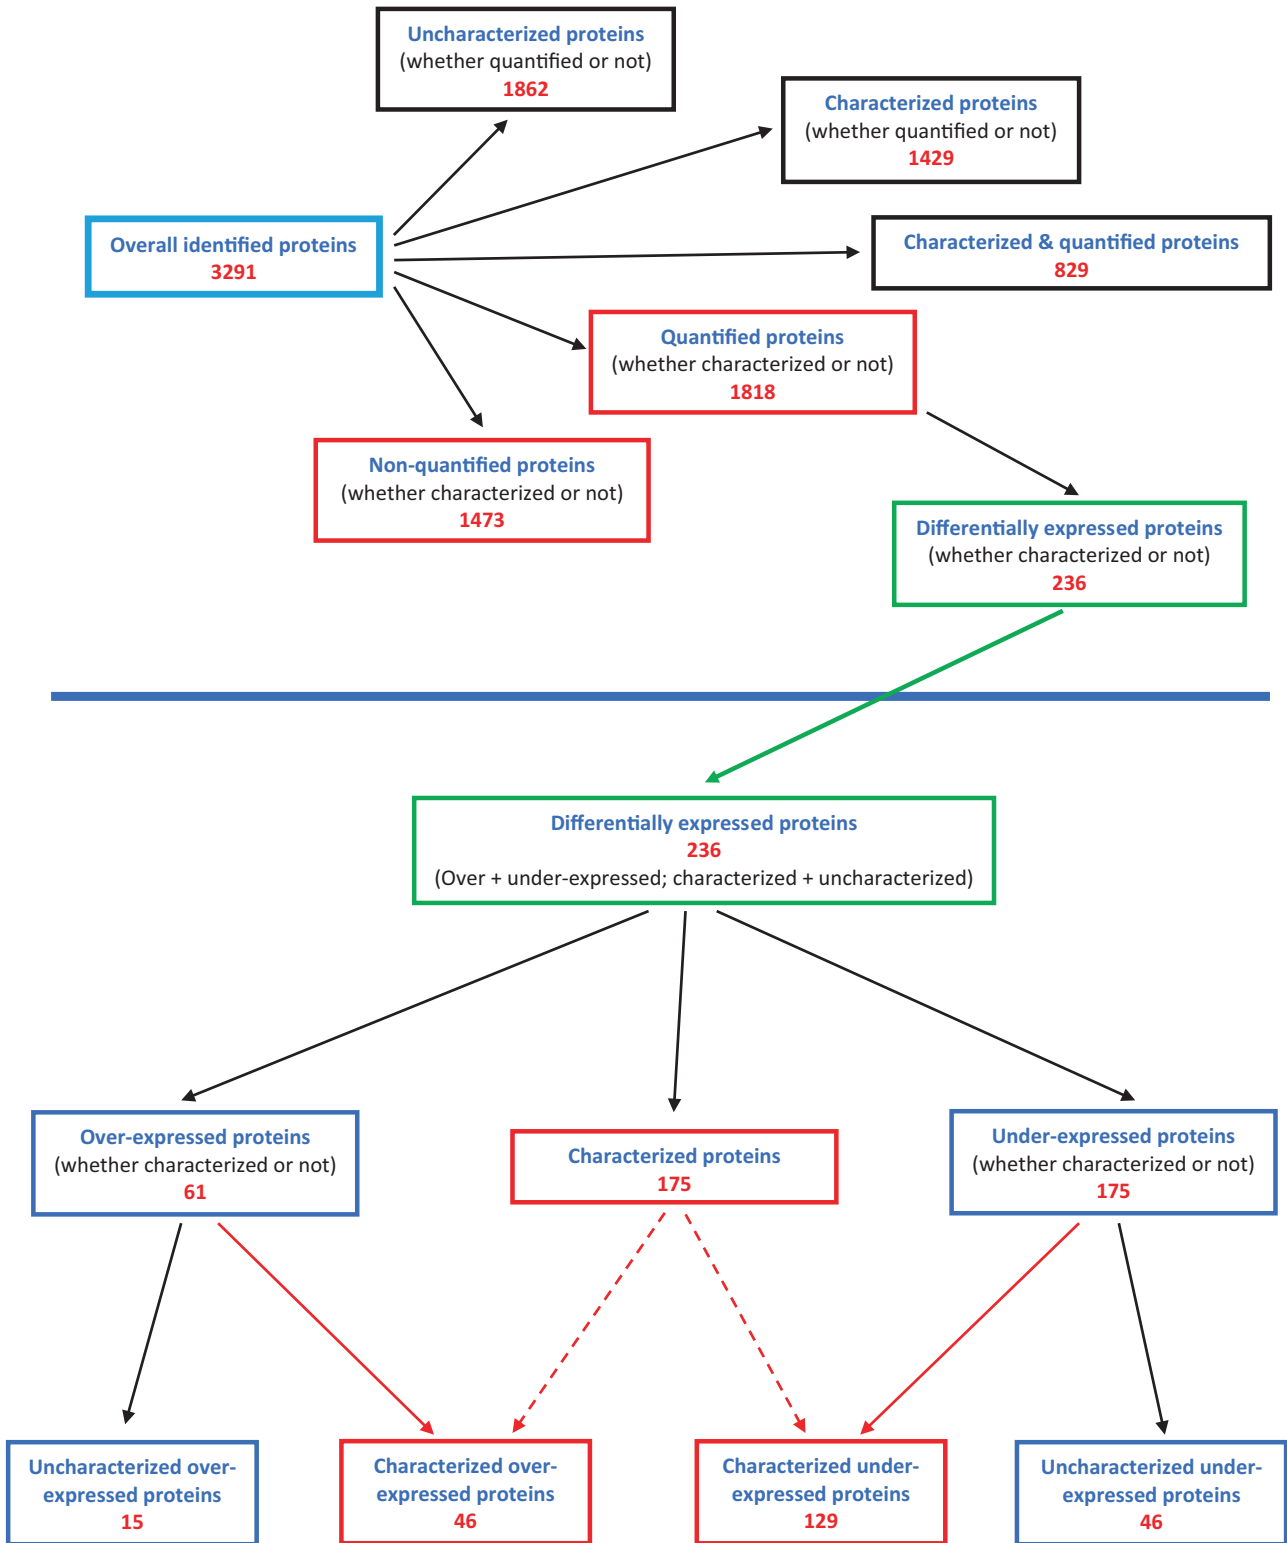 Uncharacterized proteins
(whether quantified or not)
1862
Characterized proteins
(whether quantified or not)
1429
Overall identified proteins
3291
Characterized & quantified proteins
829
Quantified proteins
(whether characterized or not)
1818
Non-quantified proteins
(whether characterized or not)
1473
Differentially expressed proteins
(whether characterized or not)
236
Differentially expressed proteins
236
(Over + under-expressed; characterized + uncharacterized)
Over-expressed proteins
(whether characterized or not)
61
Characterized proteins
175
Under-expressed proteins
(whether characterized or not)
175
Uncharacterized over-
expressed proteins
15
Characterized over-
expressed proteins
46
Characterized under-
expressed proteins
129
Uncharacterized under-
expressed proteins
46